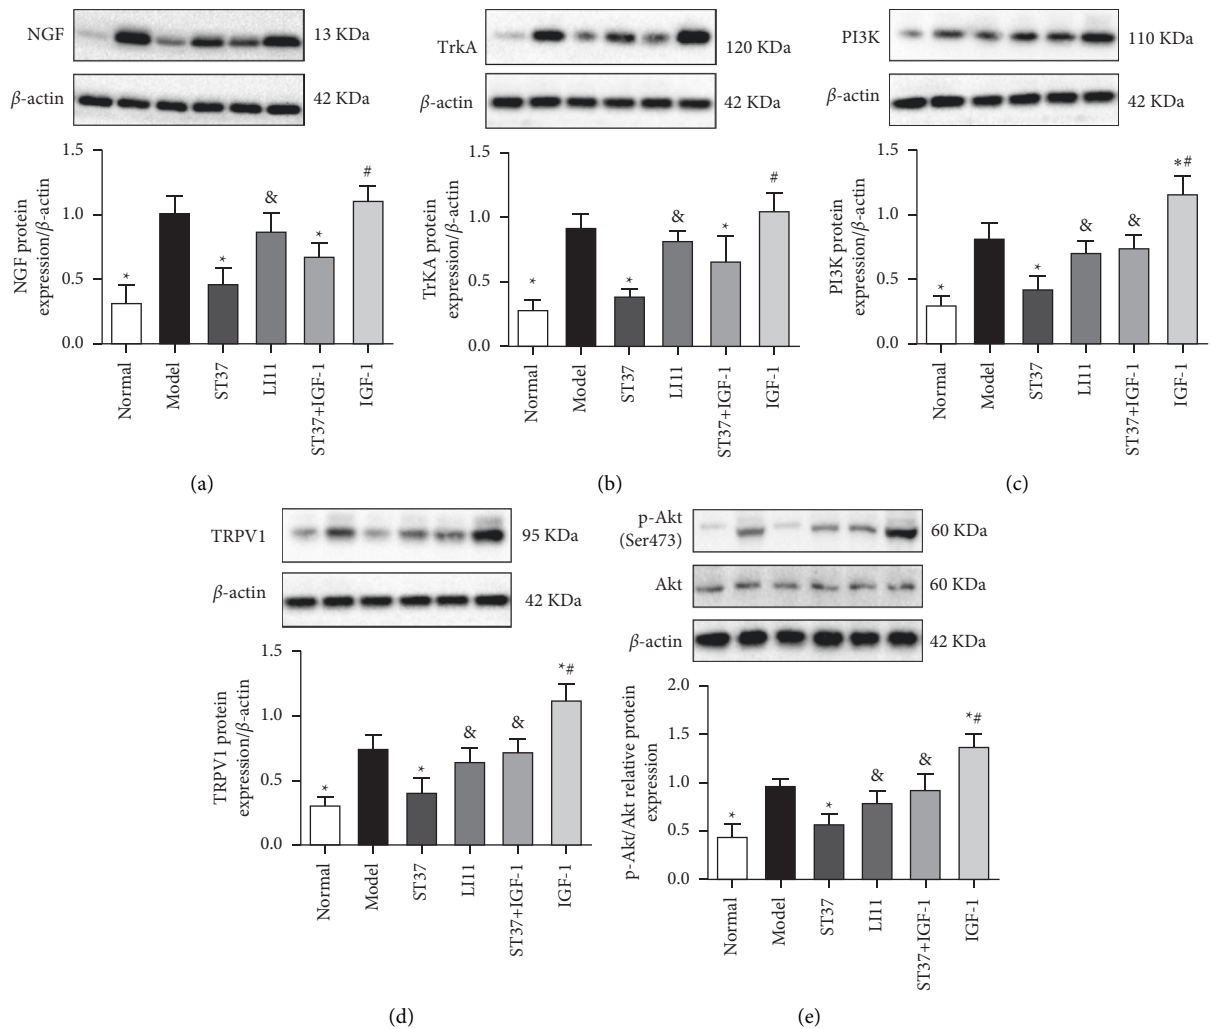 NGF
13 KDa
β-actin
42 KDa
1.5
1.0
0.5
0.0
NGF protein
expression/β-actin
*
*
&
*
#
Normal
Model
ST37
LI11
ST37+IGF-1
IGF-1
(a)
TrkA
120 KDa
β-actin
42 KDa
1.5
1.0
0.5
0.0
TrKA protein
expression/β-actin
*
*
&
*
#
Normal
Model
ST37
LI11
ST37+IGF-1
IGF-1
(b)
PI3K
110 KDa
β-actin
42 KDa
1.5
1.0
0.5
0.0
PI3K protein
expression/β-actin
*
*
&
&
*#
Normal
Model
ST37
LI11
ST37+IGF-1
IGF-1
(c)
TRPV1
95 KDa
β-actin
42 KDa
1.5
1.0
0.5
0.0
TRPV1 protein
expression/β-actin
*
*
&
&
*#
Normal
Model
ST37
LI11
ST37+IGF-1
IGF-1
(d)
p-Akt
(Ser473)
60 KDa
Akt
60 KDa
β-actin
42 KDa
2.0
1.5
1.0
0.5
0.0
p-Akt/Akt relative protein
expression
*
*
&
&
*#
Normal
Model
ST37
LI11
ST37+IGF-1
IGF-1
(e)